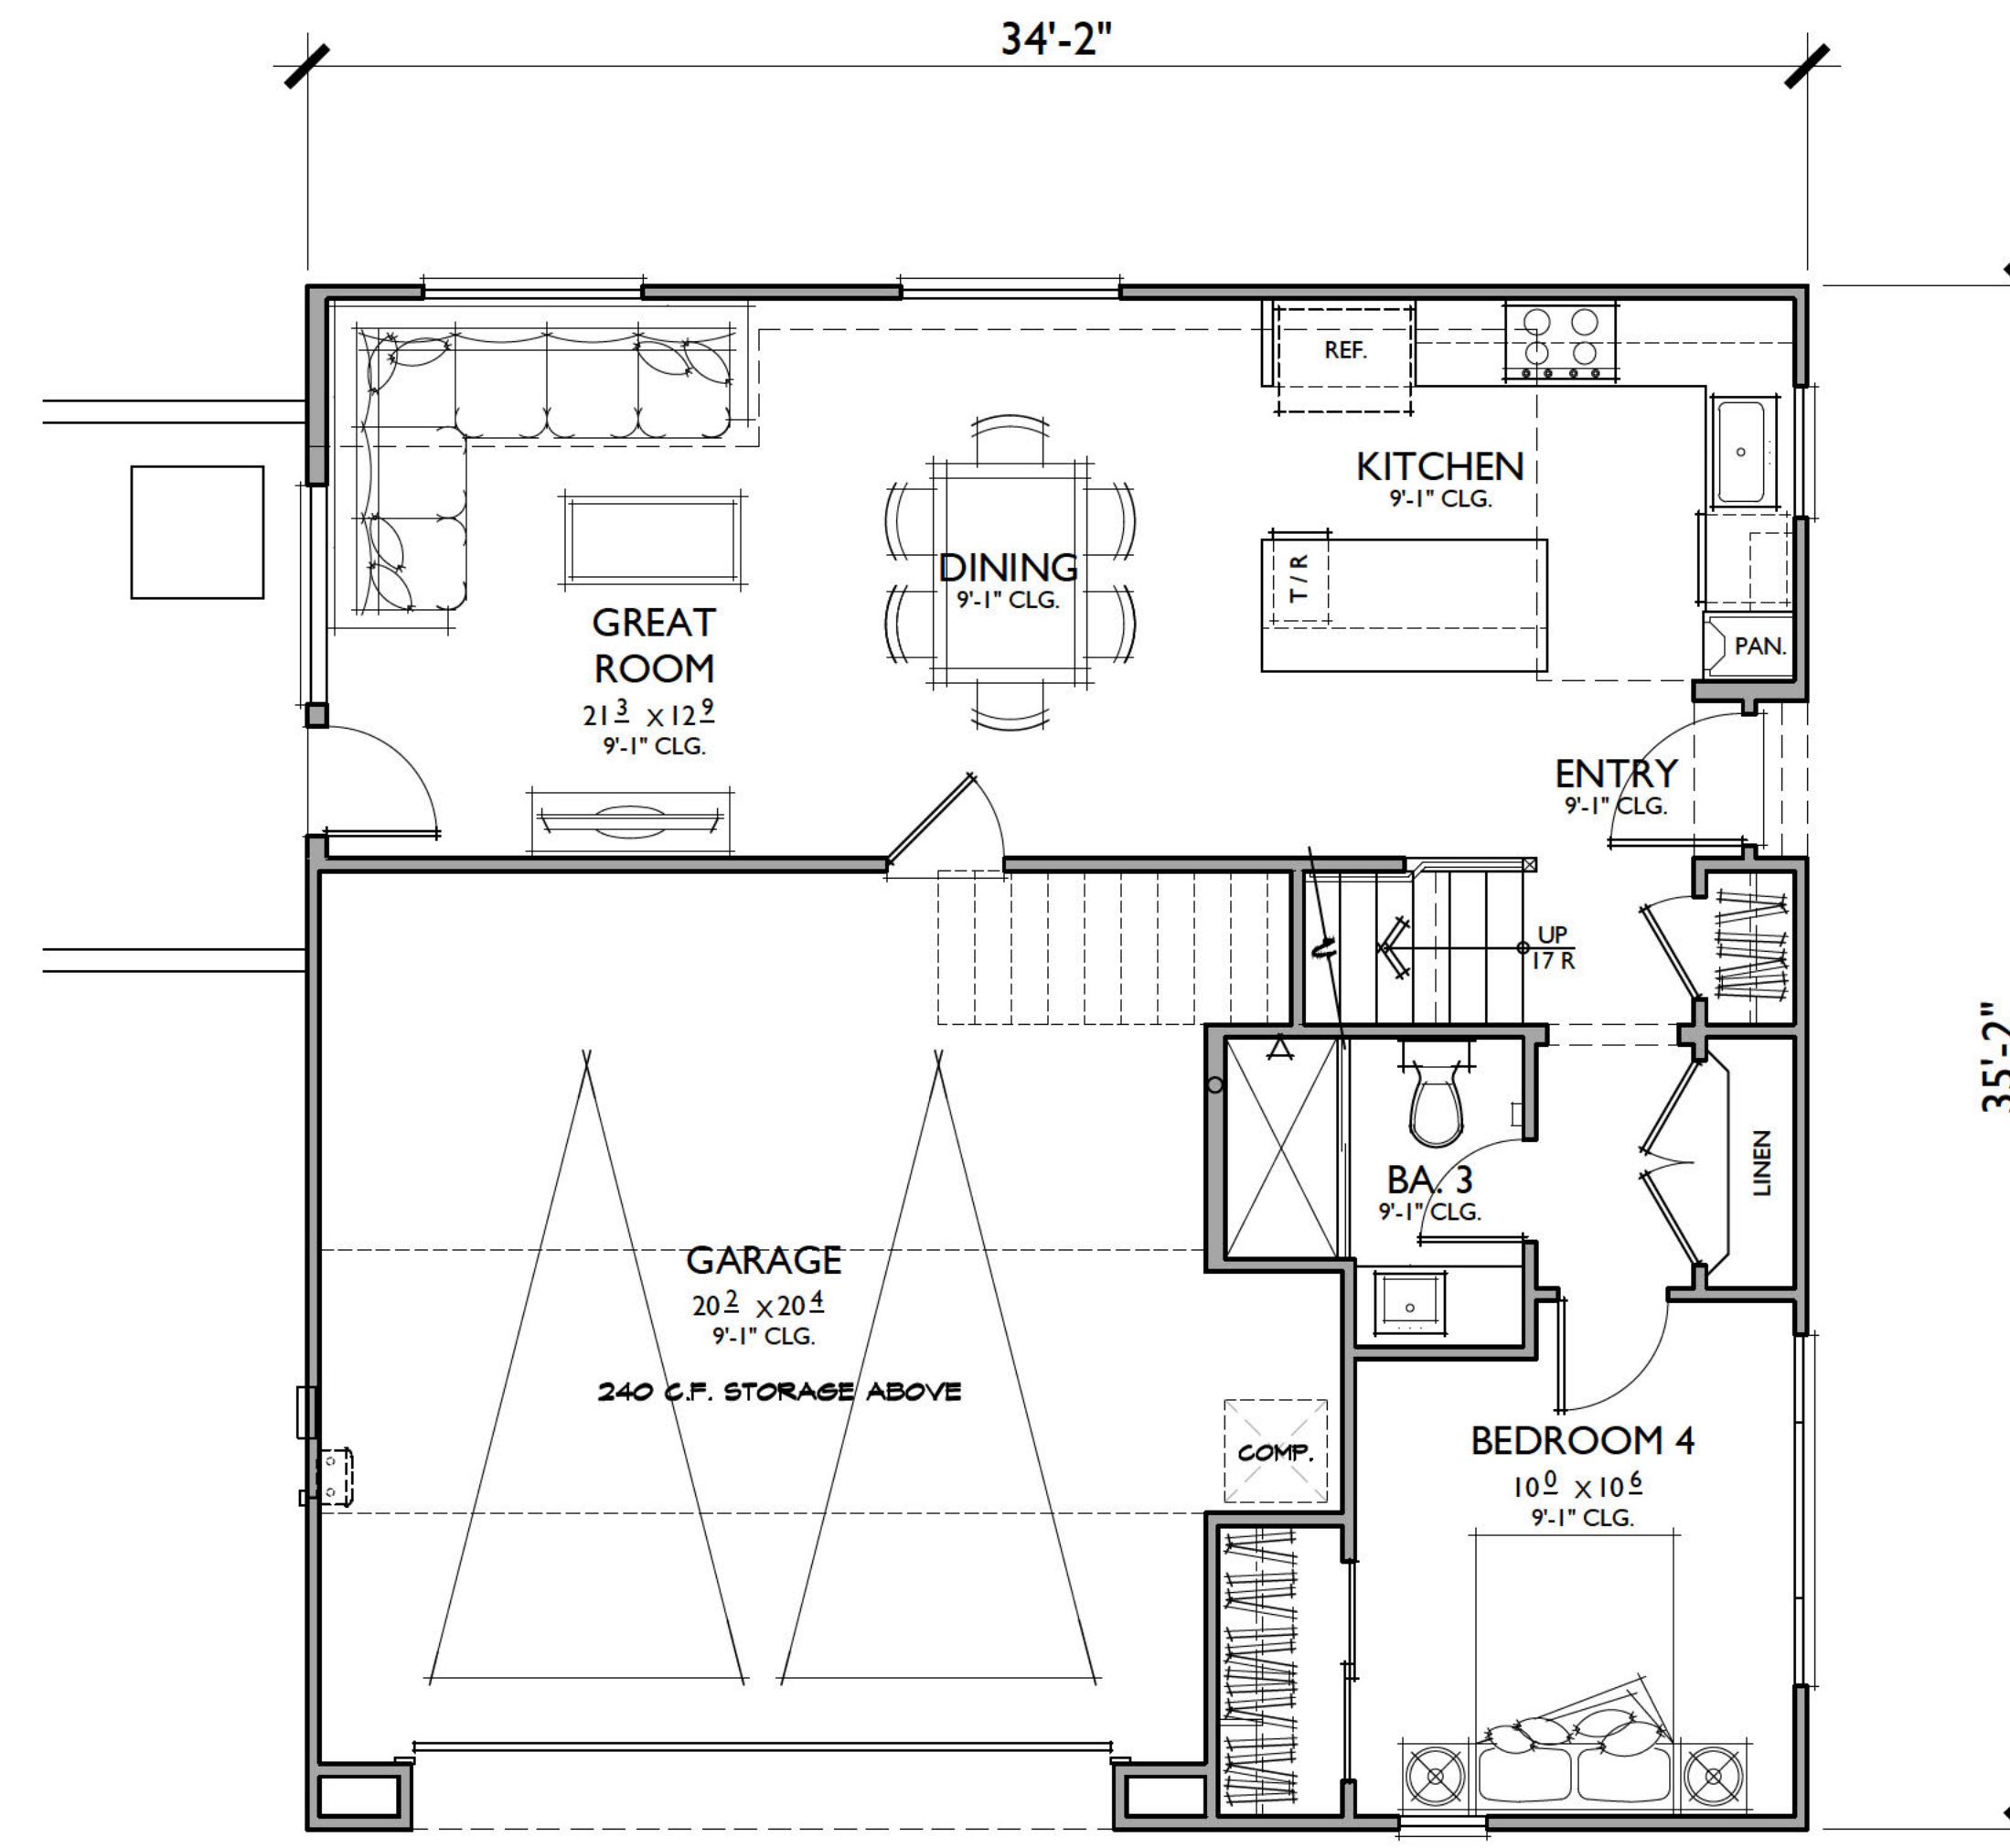 34'-2"
REF.
KITCHEN
9'-1" CLG.
T / R
DINING
9'-1" CLG.
GREAT
ROOM
21 3 X 12 9
9'-1" CLG.
PAN.
ENTRY
9'-1" CLG.
UP
17 R
35'-2"
LINEN
BA. 3
9'-1" CLG.
GARAGE
20 2 X 20 4
9'-1" CLG.
240 C.F. STORAGE ABOVE
COMP.
BEDROOM 4
10 0 X 10 6
9'-1" CLG.